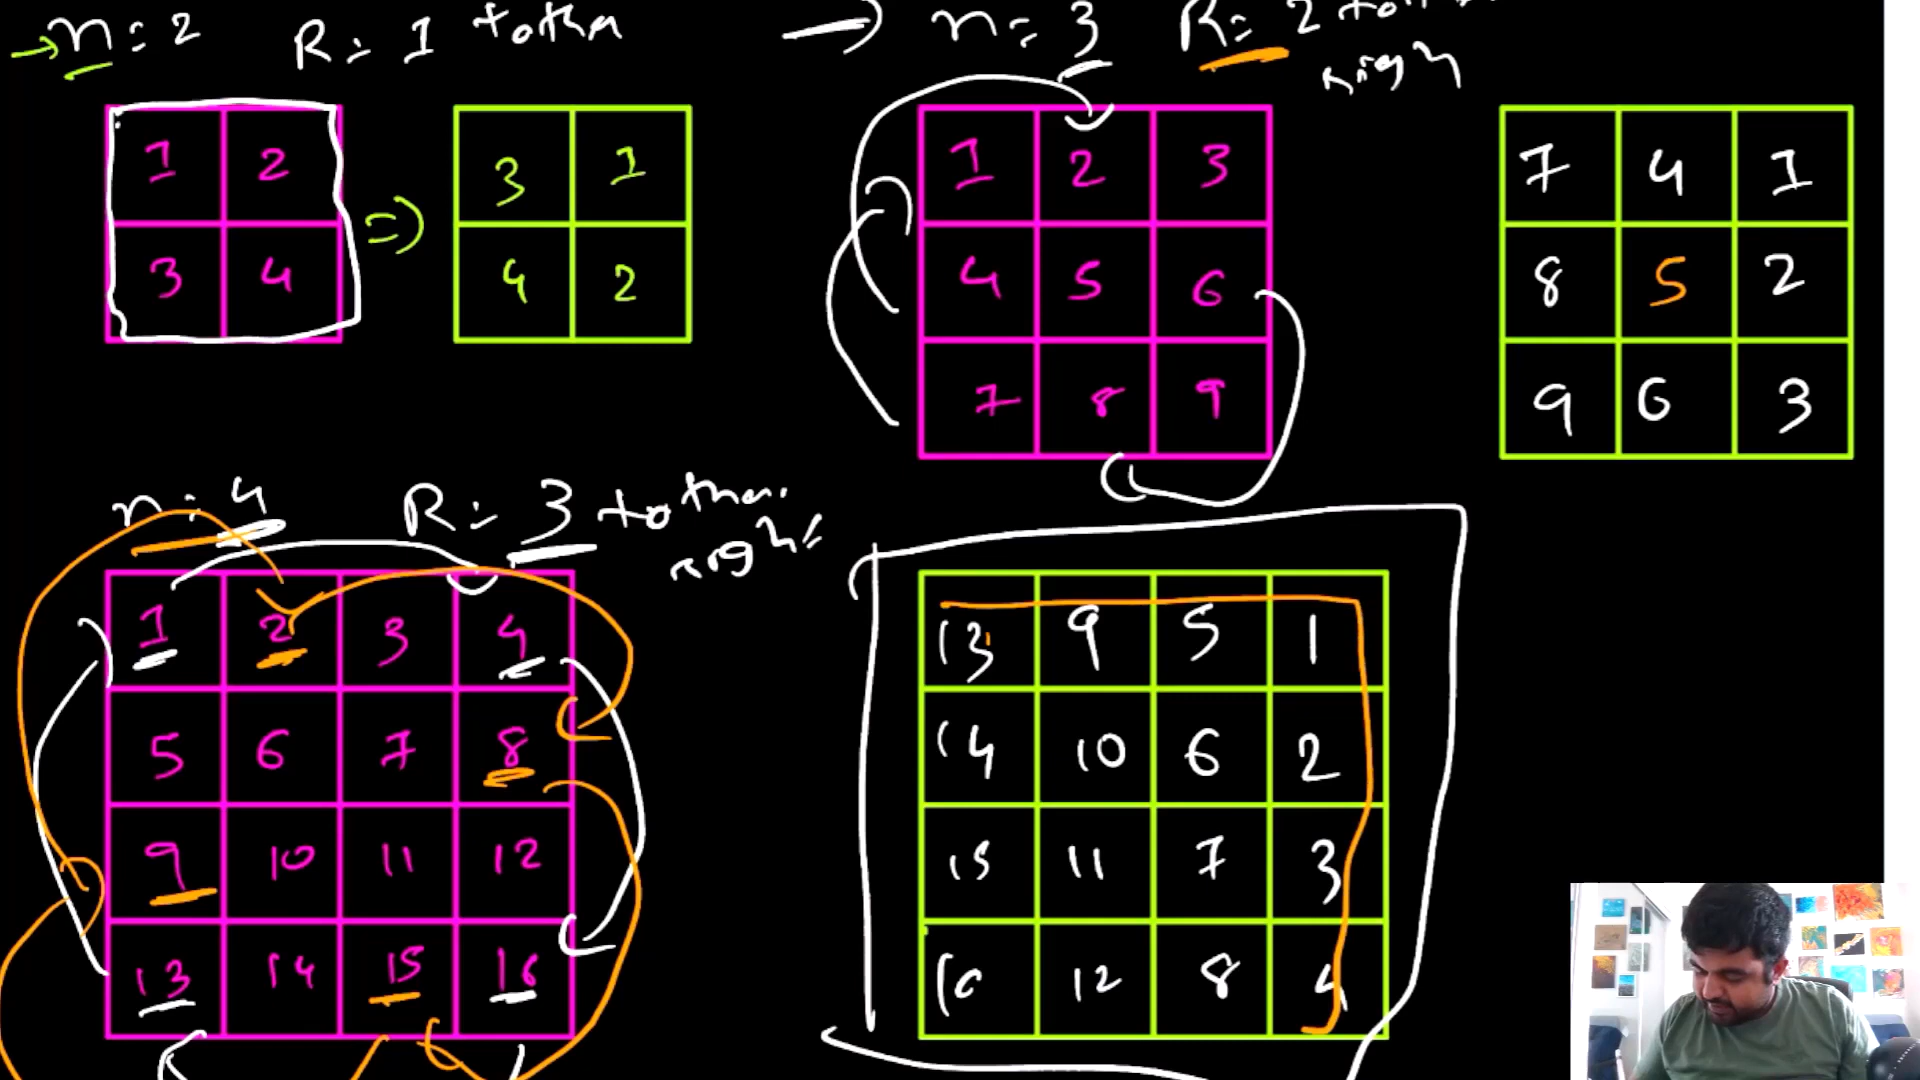 n = 2 R = 1 to the
n = 3 R = 2 to
right
1 2
3 4
=>
3 1
4 2
1 2 3
4 5 6
7 8 9
7 4 1
8 5 2
9 6 3
n = 4 R = 3 to the
right
1 2 3 4
5 6 7 8
9 10 11 12
13 14 15 16
13 9 5 1
14 10 6 2
15 11 7 3
16 12 8 4